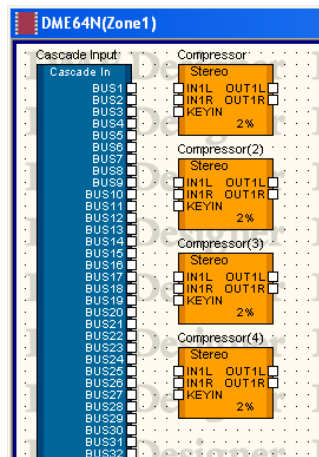 DME64N(Zone1)
Cascade Input
Cascade In
BUS1
BUS2
BUS3
BUS4
BUS5
BUS6
BUS7
BUS8
BUS9
BUS10
BUS11
BUS12
BUS13
BUS14
BUS15
BUS16
BUS17
BUS18
BUS19
BUS20
BUS21
BUS22
BUS23
BUS24
BUS25
BUS26
BUS27
BUS28
BUS29
BUS30
BUS31
BUS32
Compressor
Stereo
IN1L OUT1L
IN1R OUT1R
KEYIN
2%
Compressor(2)
Stereo
IN1L OUT1L
IN1R OUT1R
KEYIN
2%
Compressor(3)
Stereo
IN1L OUT1L
IN1R OUT1R
KEYIN
2%
Compressor(4)
Stereo
IN1L OUT1L
IN1R OUT1R
KEYIN
2%